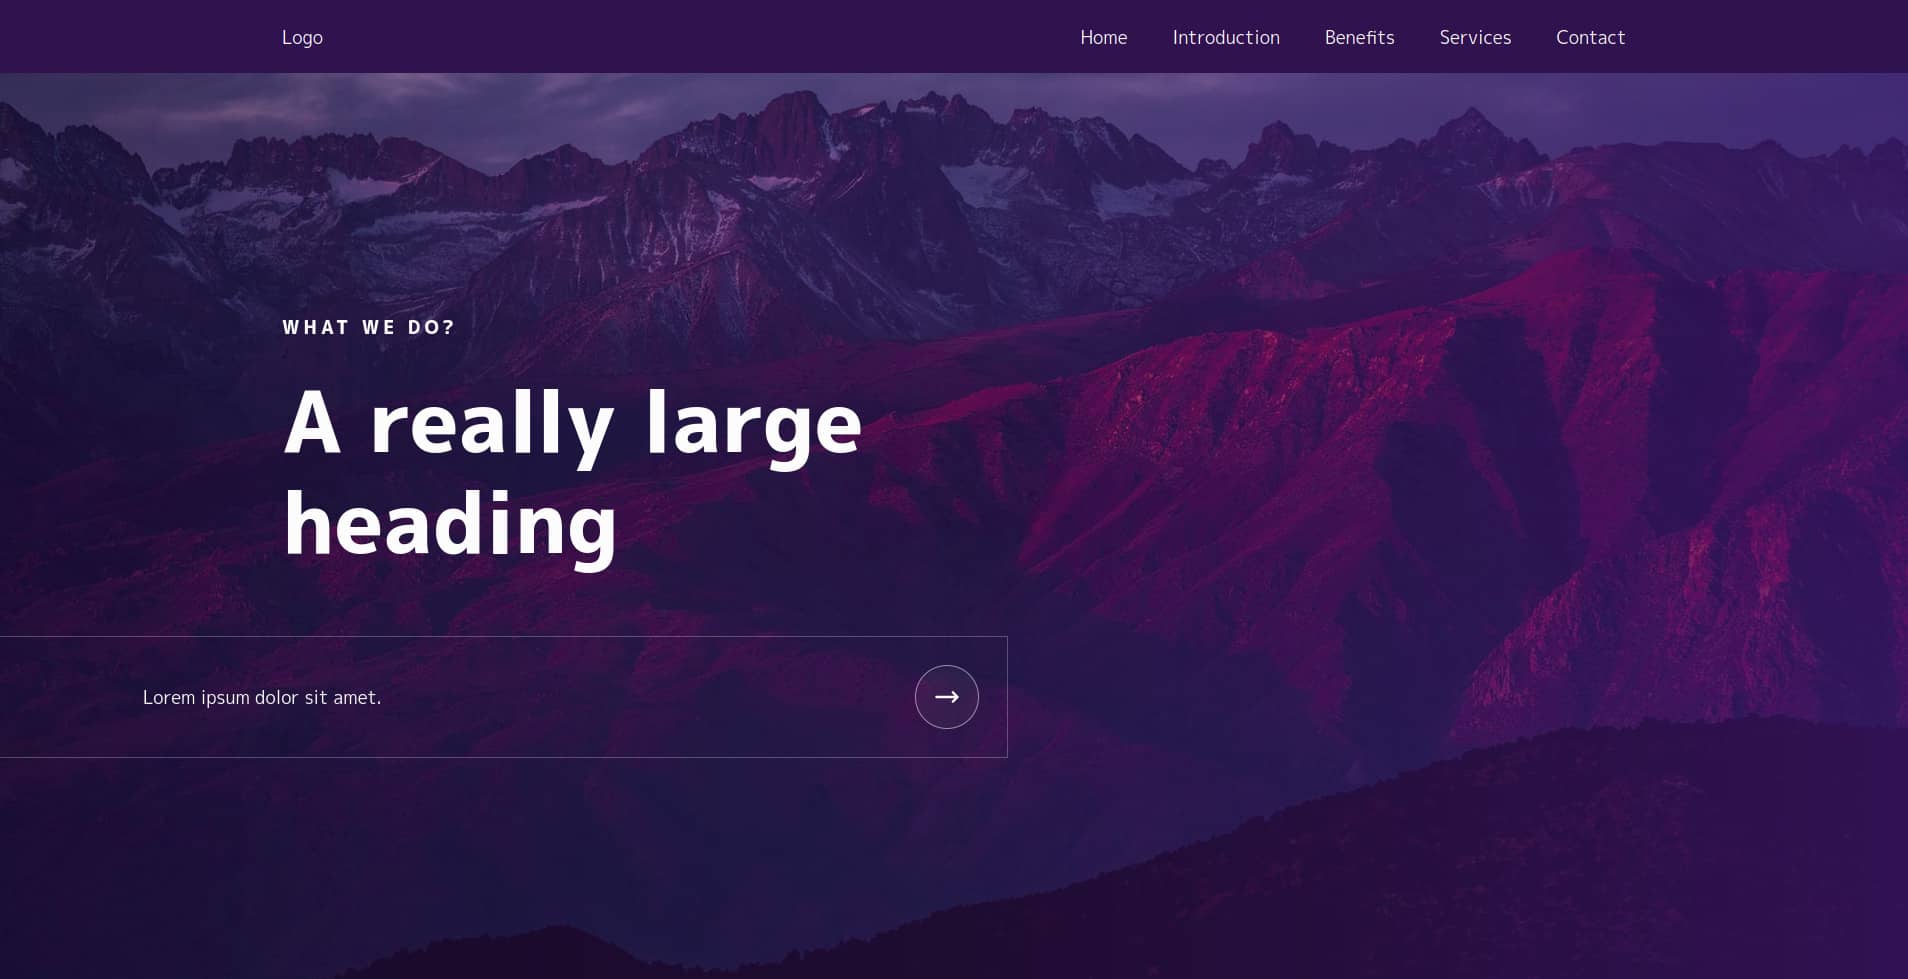 Logo
Home Introduction Benefits Services Contact
WHAT WE DO?
A really large
heading
Lorem ipsum dolor sit amet.